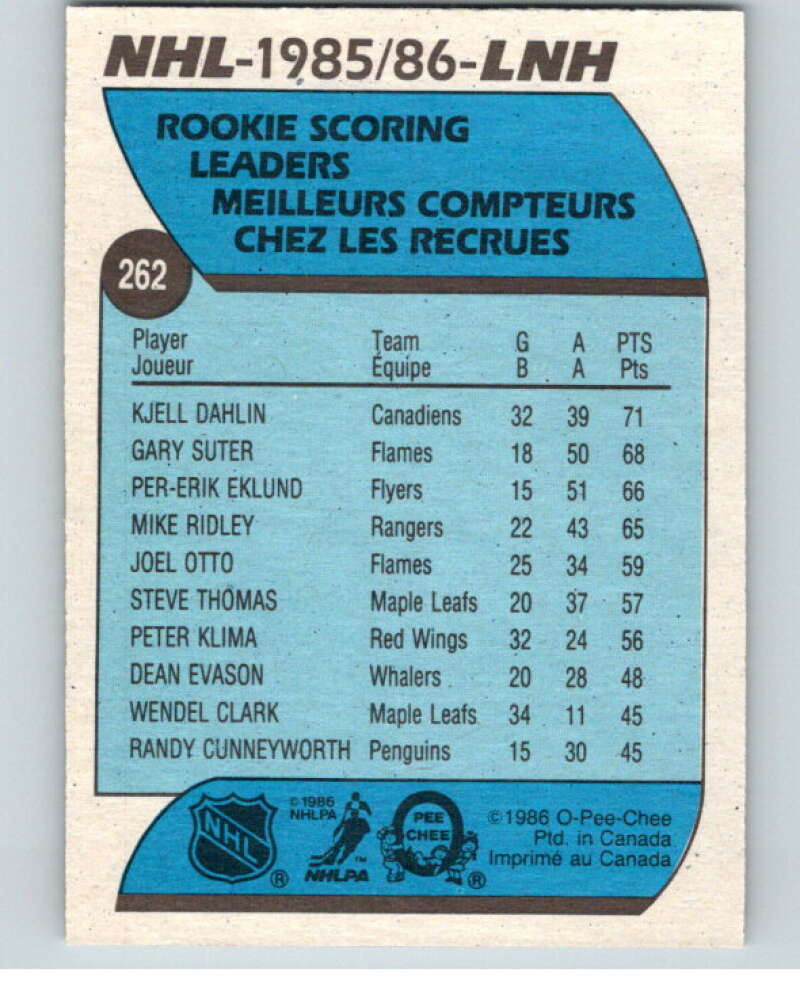 NHL-1985/86-LNH
ROOKIE SCORING
LEADERS
MEILLEURS COMPTEURS
CHEZ LES RECRUES
262
Player Team G A PTS
Joueur Équipe B A Pts
KJELL DAHLIN Canadiens 32 39 71
GARY SUTER Flames 18 50 68
PER-ERIK EKLUND Flyers 15 51 66
MIKE RIDLEY Rangers 22 43 65
JOEL OTTO Flames 25 34 59
STEVE THOMAS Maple Leafs 20 37 57
PETER KLIMA Red Wings 32 24 56
DEAN EVASON Whalers 20 28 48
WENDEL CLARK Maple Leafs 34 11 45
RANDY CUNNEYWORTH Penguins 15 30 45
NHL ®
© 1986
NHLPA
™
NHLPA
O
PEE
CHEE
®
© 1986 O-Pee-Chee
Ptd. in Canada
Imprimé au Canada